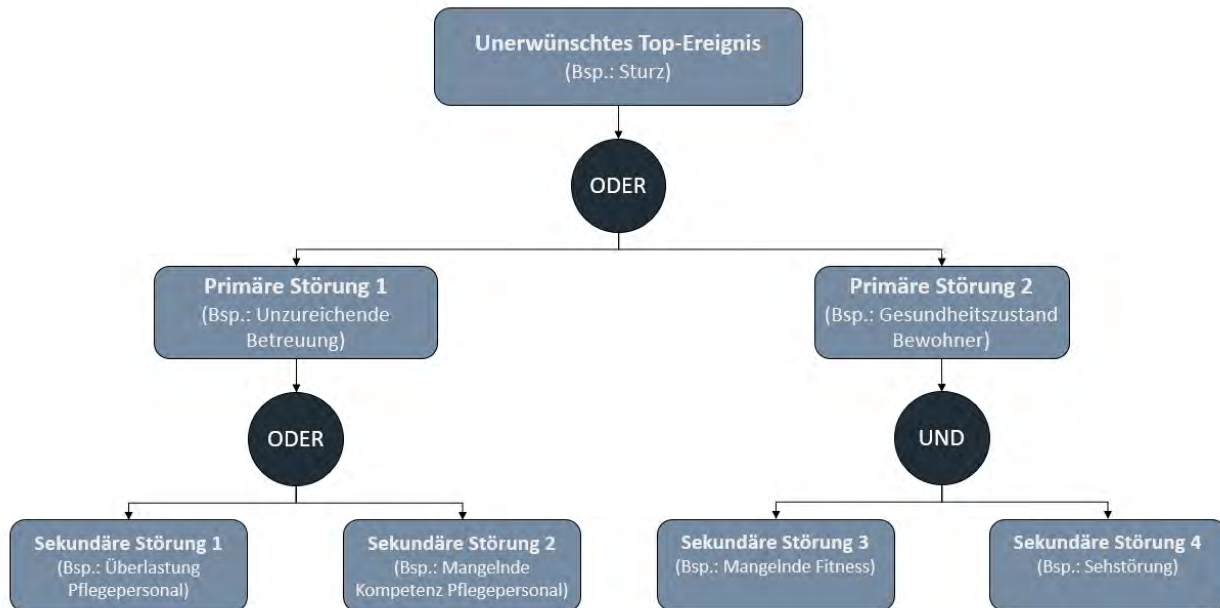 Unerwünschtes Top-Ereignis
(Bsp.: Sturz)
ODER
Primäre Störung 1
(Bsp.: Unzureichende
Betreuung)
Primäre Störung 2
(Bsp.: Gesundheitszustand
Bewohner)
ODER
UND
Sekundäre Störung 1
(Bsp.: Überlastung
Pflegepersonal)
Sekundäre Störung 2
(Bsp.: Mangelnde
Kompetenz Pflegepersonal)
Sekundäre Störung 3
(Bsp.: Mangelnde Fitness)
Sekundäre Störung 4
(Bsp.: Sehstörung)